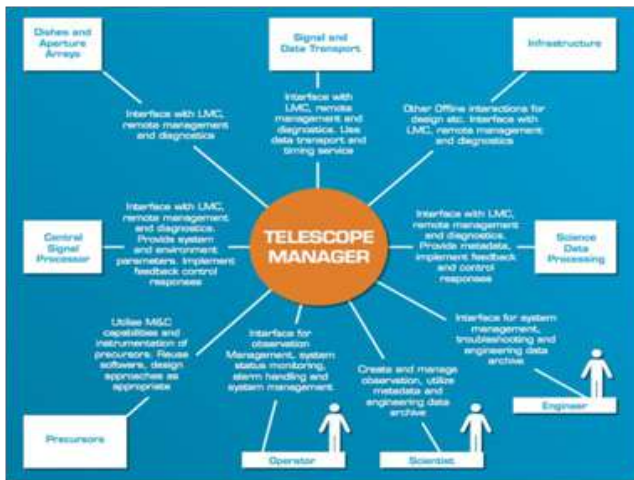 Dishes and
Aperture
Arrays
Signal and
Data Transport
Infrastructure
Interface with LMC,
remote management
and diagnostics
Interface with
LMC, remote
management and
diagnostics. Use
data transport and
timing service
Other Offline interactions for
design etc. Interface with
LMC, remote management
and diagnostics
Central
Signal
Processor
Interface with LMC,
remote management
and diagnostics.
Provide system
and environment
parameters. Implement
feedback control
responses
TELESCOPE
MANAGER
Interface with LMC,
remote management
and diagnostics.
Provide metadata,
implement feedback
and control
responses
Science
Data
Processing
Utilise M&C
capabilities and
instrumentation of
precursors. Reuse
software, design
approaches as
appropriate
Interface for
observation
Management, system
status monitoring,
alarm handling and
system management
Create and manage
observation, utilize
metadata and
engineering data
archive
Interface for system
management,
troubleshooting and
engineering data
archive
Precursors
Operator
Scientist
Engineer